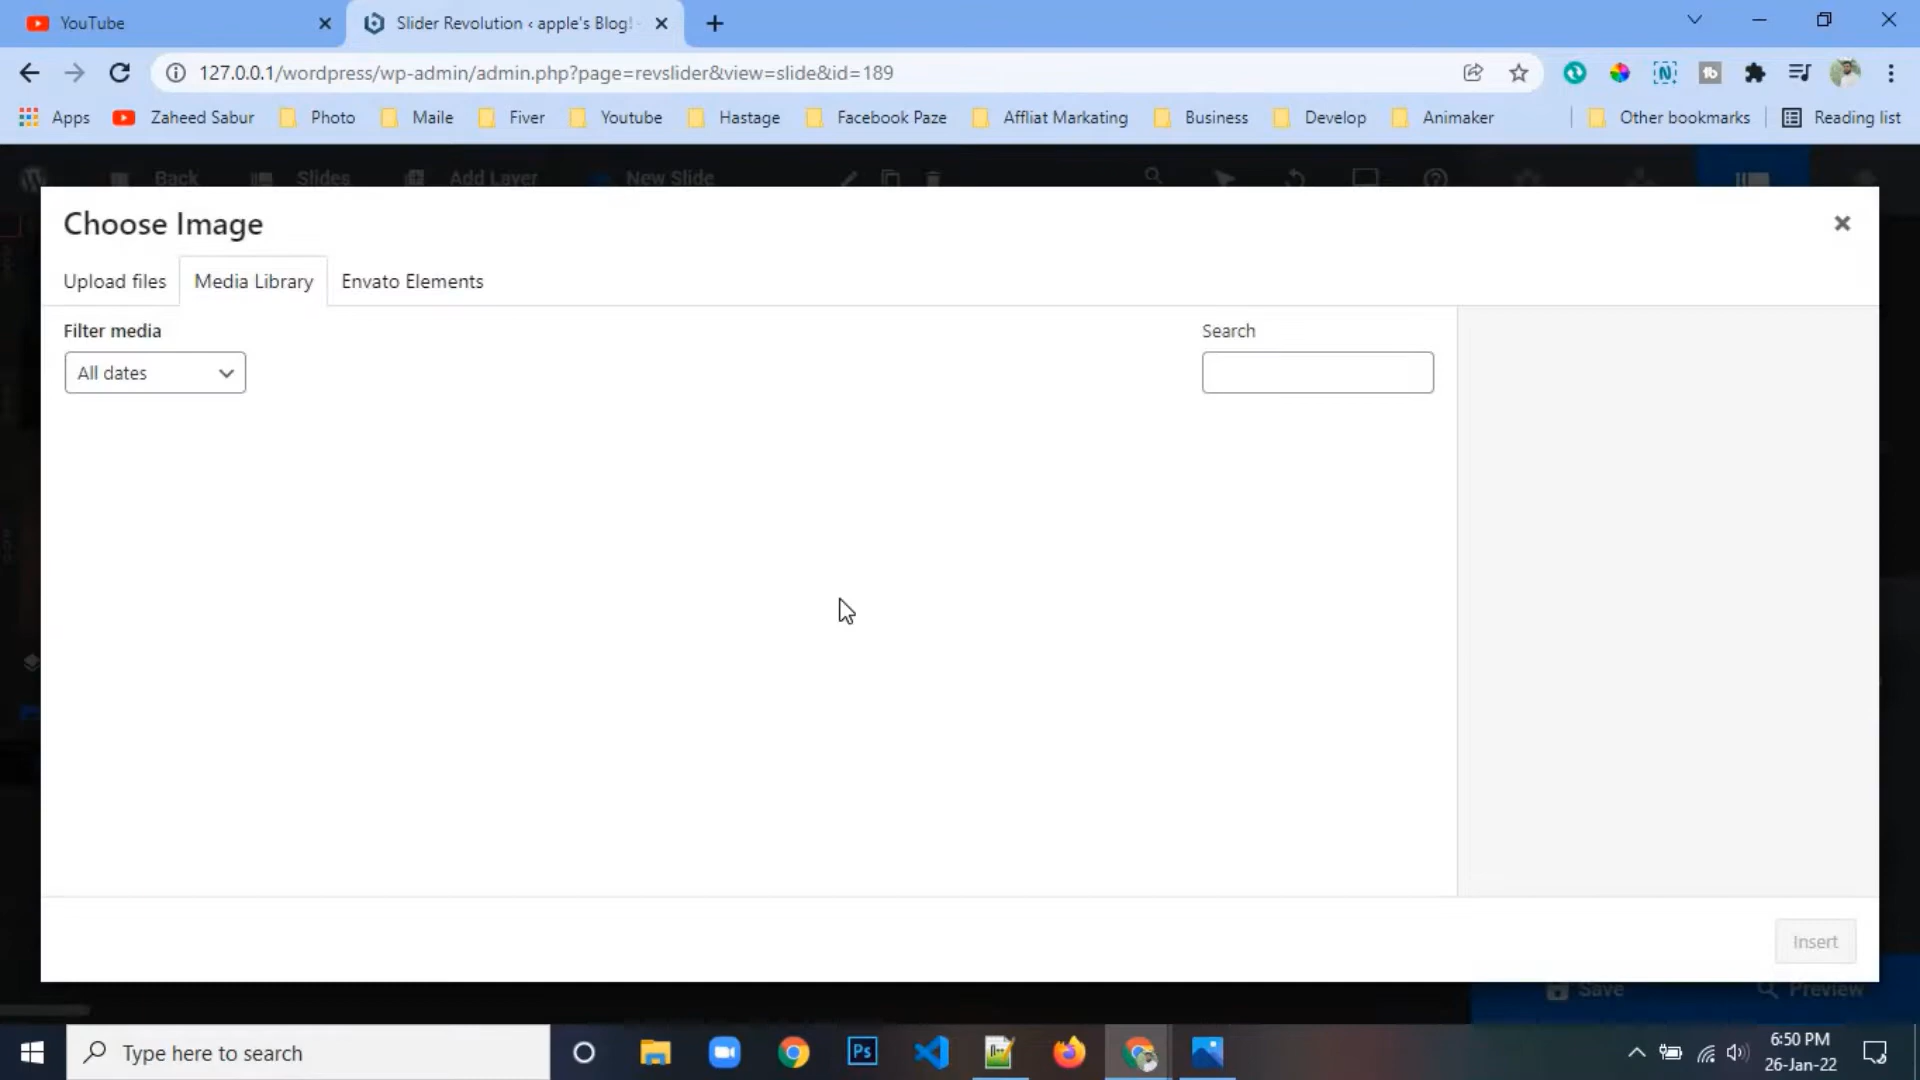 YouTube
Slider Revolution ‹ apple's Blog! -
127.0.0.1/wordpress/wp-admin/admin.php?page=revslider&view=slide&id=189
Apps Zaheed Sabur Photo Maile Fiver Youtube Hastage Facebook Paze Affliat Marketing Business Develop Animaker Other bookmarks Reading list
Back Slides Add Layer New Slide
Choose Image
Upload files Media Library Envato Elements
Filter media
Search
All dates
Insert
Save Preview
Type here to search
Ps
6:50 PM
26-Jan-22